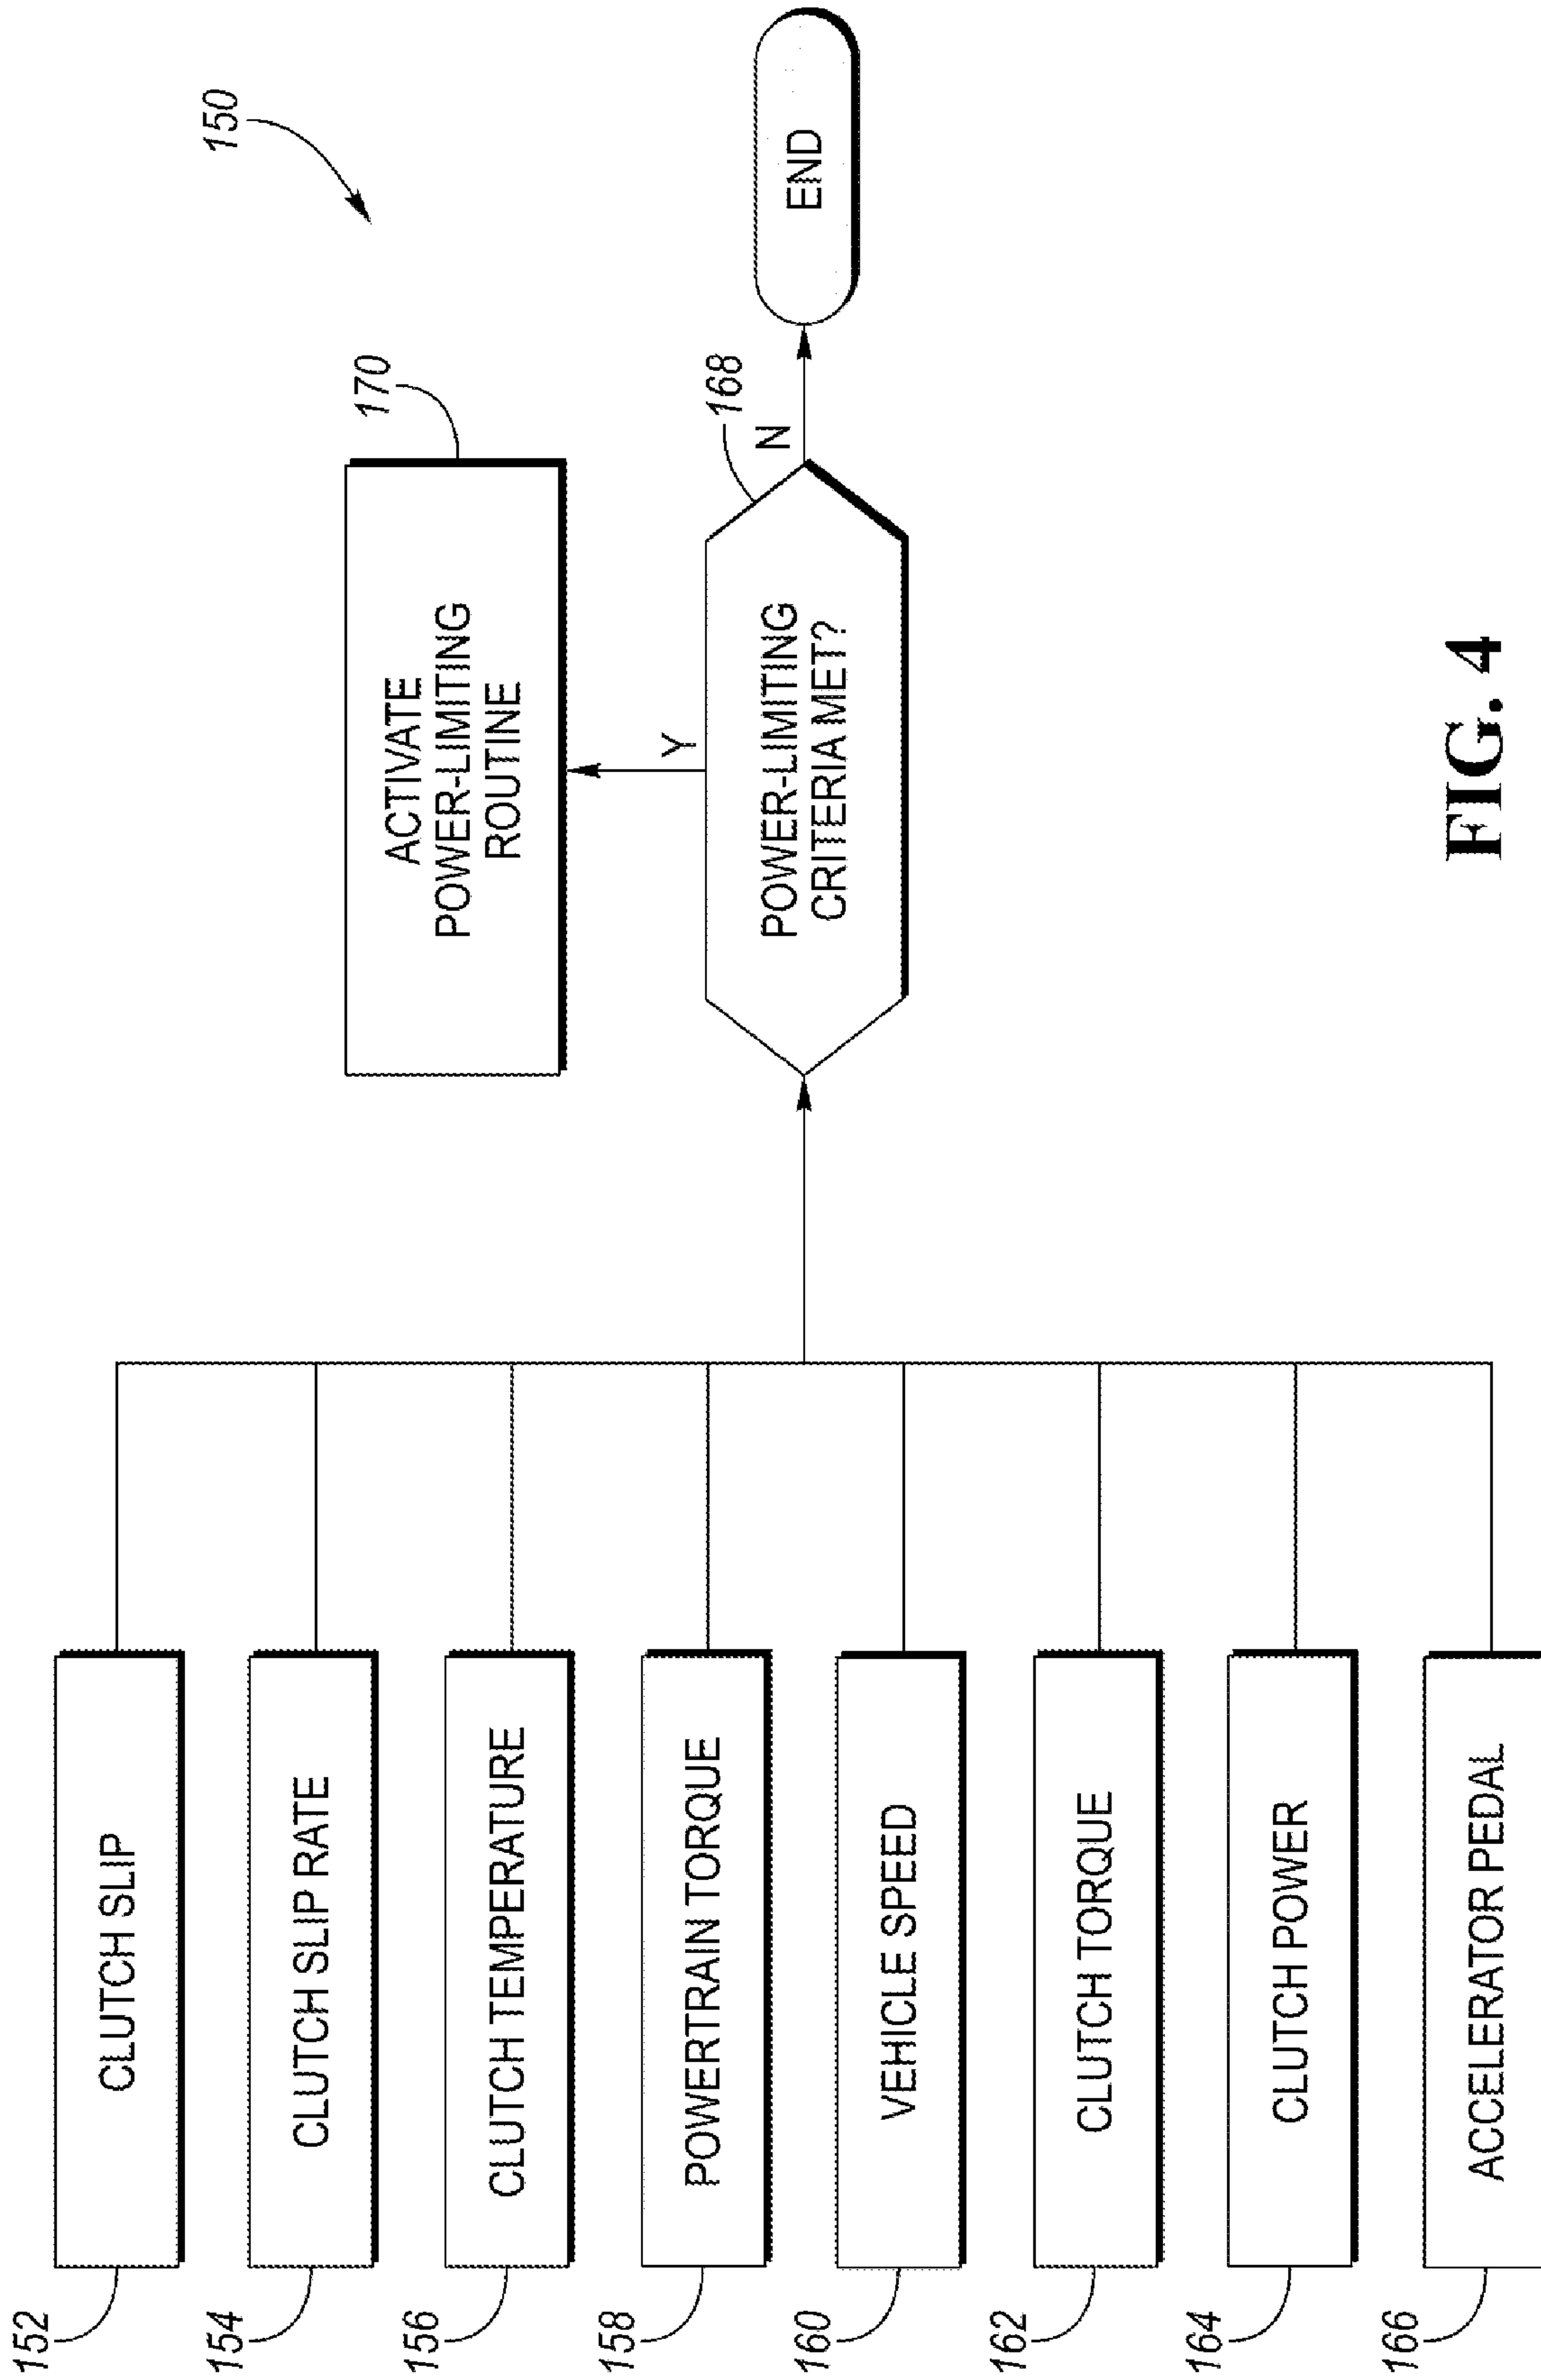 150
152
CLUTCH SLIP
154
CLUTCH SLIP RATE
156
CLUTCH TEMPERATURE
158
POWERTRAIN TORQUE
160
VEHICLE SPEED
162
CLUTCH TORQUE
164
CLUTCH POWER
166
ACCELERATOR PEDAL
170
ACTIVATE
POWER-LIMITING
ROUTINE
Y
168
POWER-LIMITING
CRITERIA MET?
N
END
FIG. 4